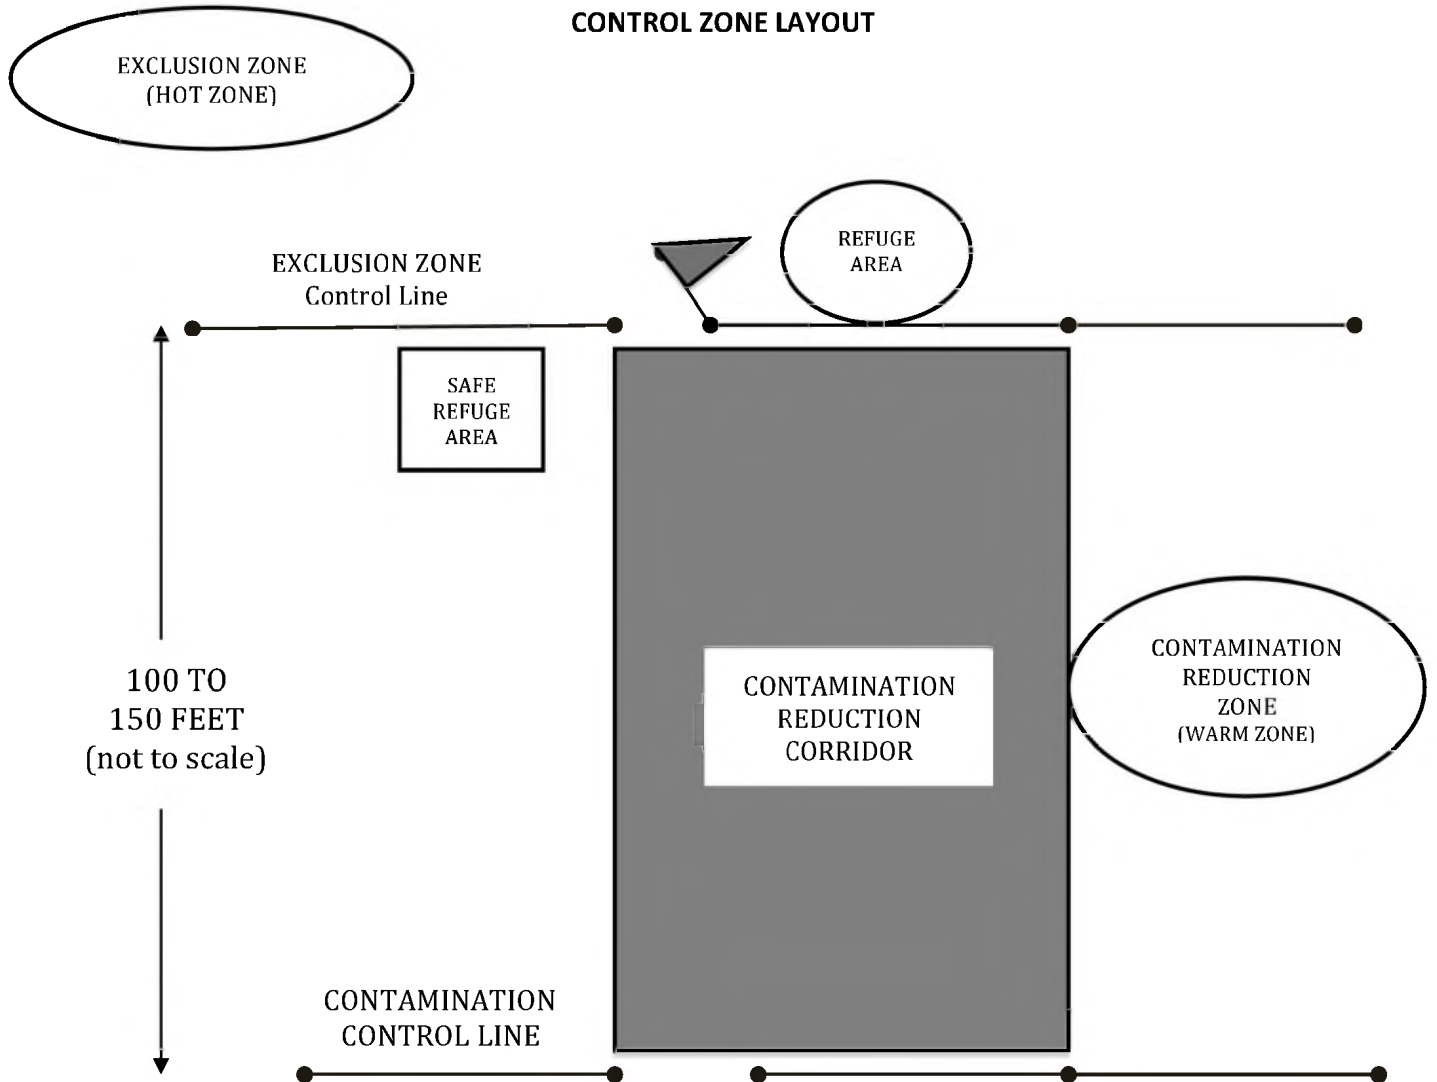 CONTROL ZONE LAYOUT
EXCLUSION ZONE
(HOT ZONE)
REFUGE
AREA
EXCLUSION ZONE
Control Line
SAFE
REFUGE
AREA
100 TO
150 FEET
(not to scale)
CONTAMINATION
REDUCTION
CORRIDOR
CONTAMINATION
REDUCTION
ZONE
(WARM ZONE)
CONTAMINATION
CONTROL LINE